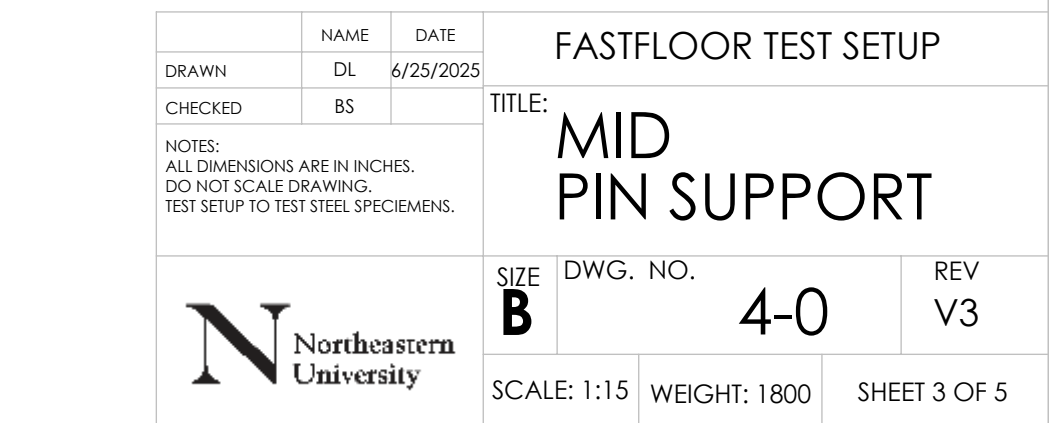 NAME DATE
FASTFLOOR TEST SETUP
DRAWN DL 6/25/2025
CHECKED BS
TITLE:
MID
PIN SUPPORT
NOTES:
ALL DIMENSIONS ARE IN INCHES.
DO NOT SCALE DRAWING.
TEST SETUP TO TEST STEEL SPECIEMENS.
N Northeastern
University
SIZE
B
DWG. NO.
4-0
REV
V3
SCALE: 1:15
WEIGHT: 1800
SHEET 3 OF 5